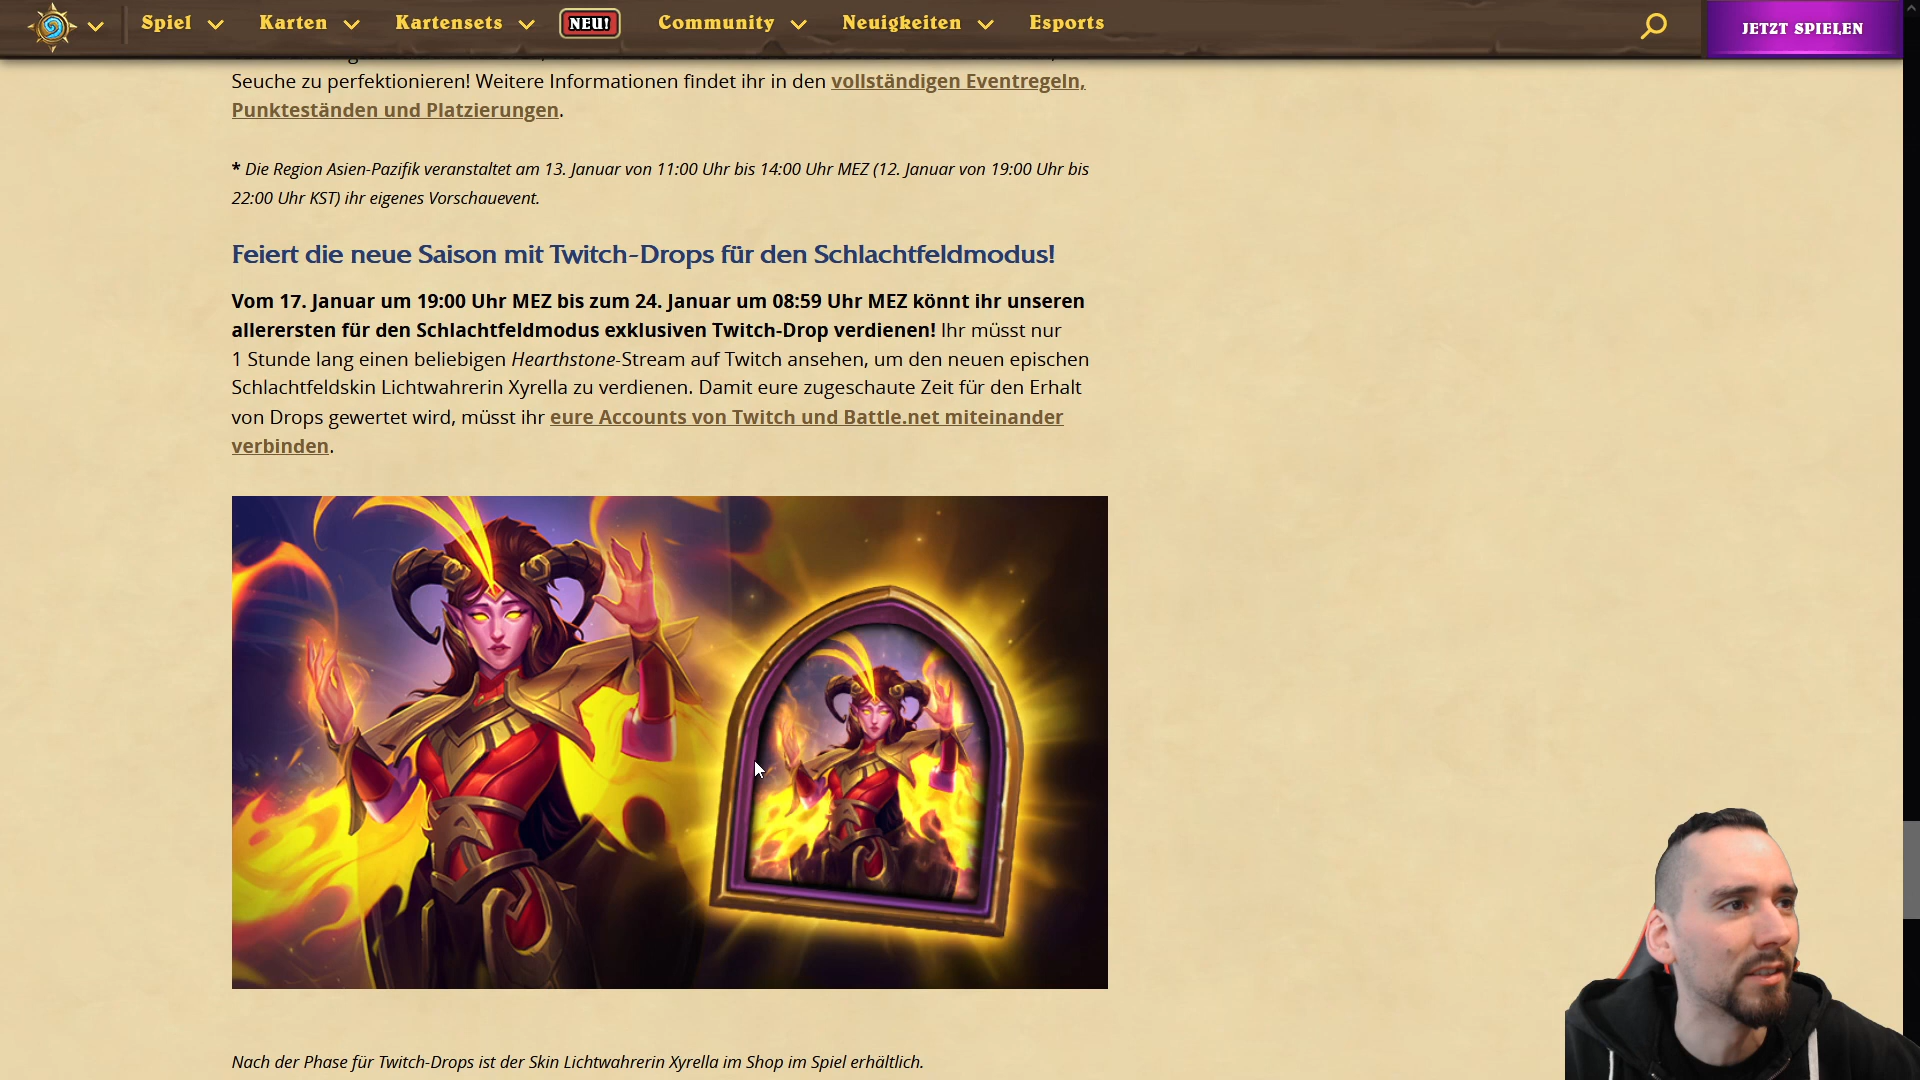 Spiel
Karten
Kartensets
NEU!
Community
Neuigkeiten
Esports
JETZT SPIELEN
Seuche zu perfektionieren! Weitere Informationen findet ihr in den vollständigen Eventregeln,
Punkteständen und Platzierungen.
* Die Region Asien-Pazifik veranstaltet am 13. Januar von 11:00 Uhr bis 14:00 Uhr MEZ (12. Januar von 19:00 Uhr bis
22:00 Uhr KST) ihr eigenes Vorschauevent.
Feiert die neue Saison mit Twitch-Drops für den Schlachtfeldmodus!
Vom 17. Januar um 19:00 Uhr MEZ bis zum 24. Januar um 08:59 Uhr MEZ könnt ihr unseren
allerersten für den Schlachtfeldmodus exklusiven Twitch-Drop verdienen! Ihr müsst nur
1 Stunde lang einen beliebigen Hearthstone-Stream auf Twitch ansehen, um den neuen epischen
Schlachtfeldskin Lichtwahrerin Xyrella zu verdienen. Damit eure zugeschaute Zeit für den Erhalt
von Drops gewertet wird, müsst ihr eure Accounts von Twitch und Battle.net miteinander
verbinden.
Nach der Phase für Twitch-Drops ist der Skin Lichtwahrerin Xyrella im Shop im Spiel erhältlich.